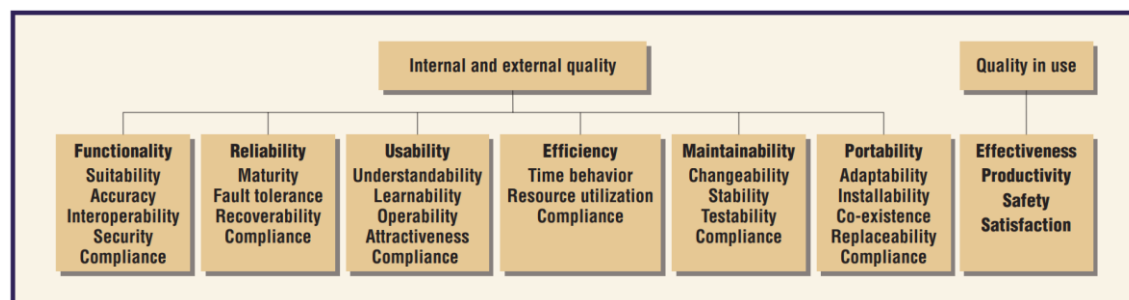 Internal and external quality
Quality in use
Functionality
Suitability
Accuracy
Interoperability
Security
Compliance
Reliability
Maturity
Fault tolerance
Recoverability
Compliance
Usability
Understandability
Learnability
Operability
Attractiveness
Compliance
Efficiency
Time behavior
Resource utilization
Compliance
Maintainability
Changeability
Stability
Testability
Compliance
Portability
Adaptability
Installability
Co-existence
Replaceability
Compliance
Effectiveness
Productivity
Safety
Satisfaction